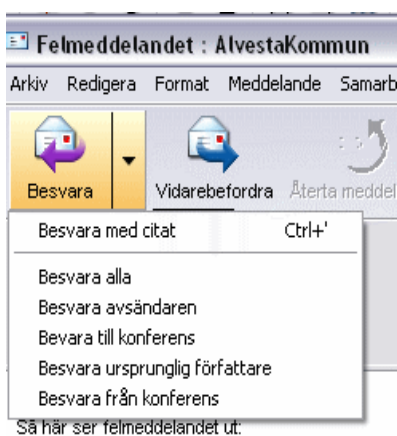 Felmeddelandet : AlvestaKommun
Arkiv Redigera Format Meddelande Samarb
Besvara Vidarebefordra Återta meddel
Besvara med citat Ctrl+'
Besvara alla
Besvara avsändaren
Bevara till konferens
Besvara ursprunglig författare
Besvara från konferens
Så här ser felmeddelandet ut: